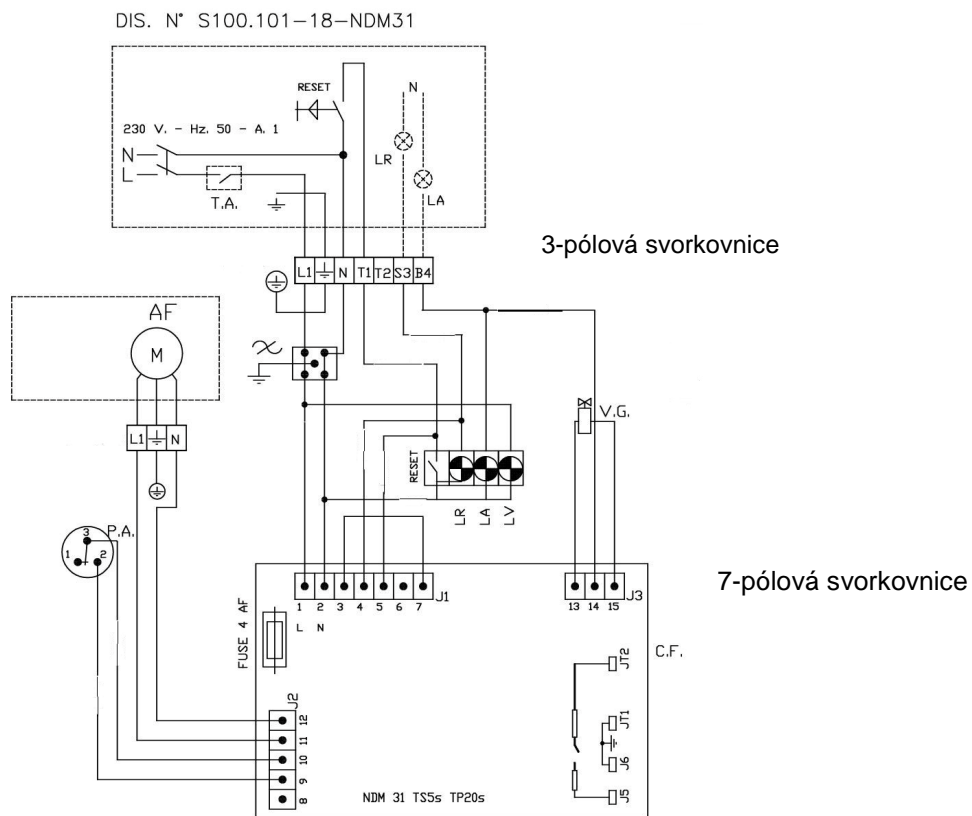 DIS. N° S100.101-18-NDM31
RESET
N
230 V. - Hz. 50 - A. 1
N
L
T.A.
LR
LA
3-pólová svorkovnice
L1 N T1 T2 S3 B4
AF
M
L1 N
V.G.
RESET
LR LA LV
P.A.
3
1 2
7-pólová svorkovnice
J1
1 2 3 4 5 6 7
L N
J3
13 14 15
FUSE 4 AF
C.F.
JT2
JT1
J6
J5
J2
12
11
10
9
8
NDM 31 TS5s TP20s